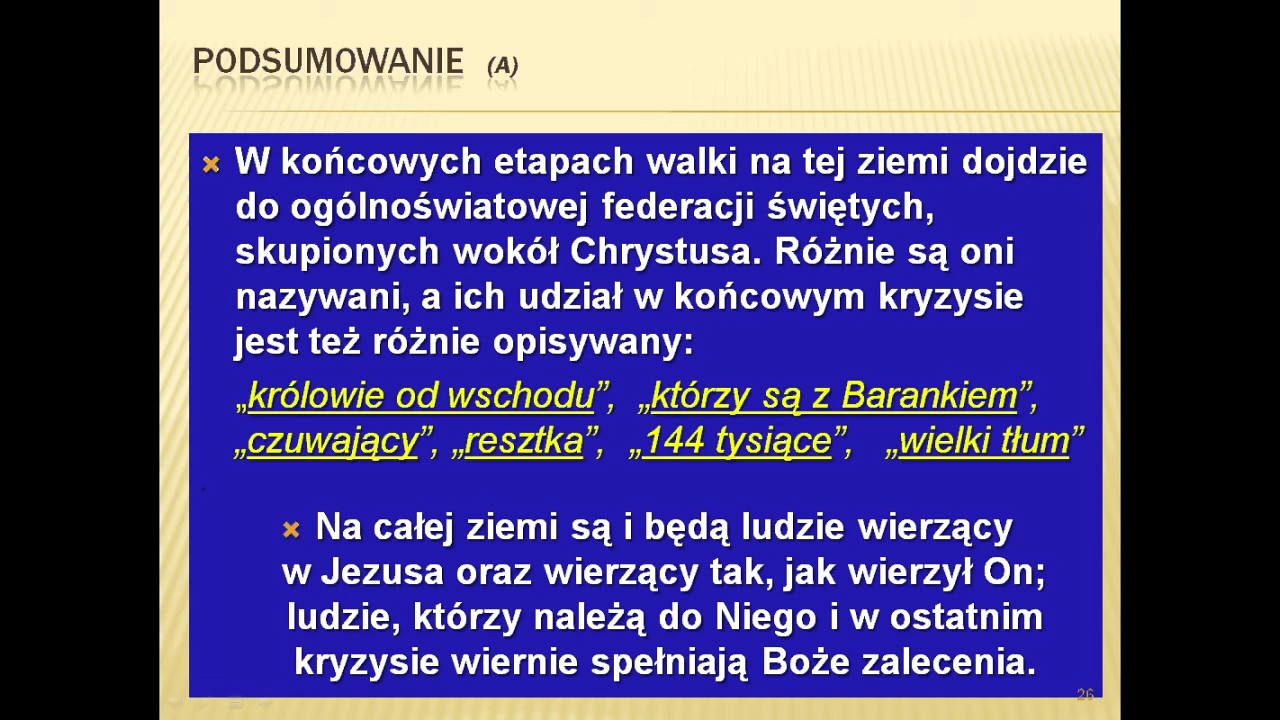 PODSUMOWANIE (A)
W końcowych etapach walki na tej ziemi dojdzie
do ogólnoświatowej federacji świętych,
skupionych wokół Chrystusa. Różnie są oni
nazywani, a ich udział w końcowym kryzysie
jest też różnie opisywany:
„królowie od wschodu”, „którzy są z Barankiem”,
„czuwający”, „resztka”, „144 tysiące”, „wielki tłum”
Na całej ziemi są i będą ludzie wierzący
w Jezusa oraz wierzący tak, jak wierzył On;
ludzie, którzy należą do Niego i w ostatnim
kryzysie wiernie spełniają Boże zalecenia.
26